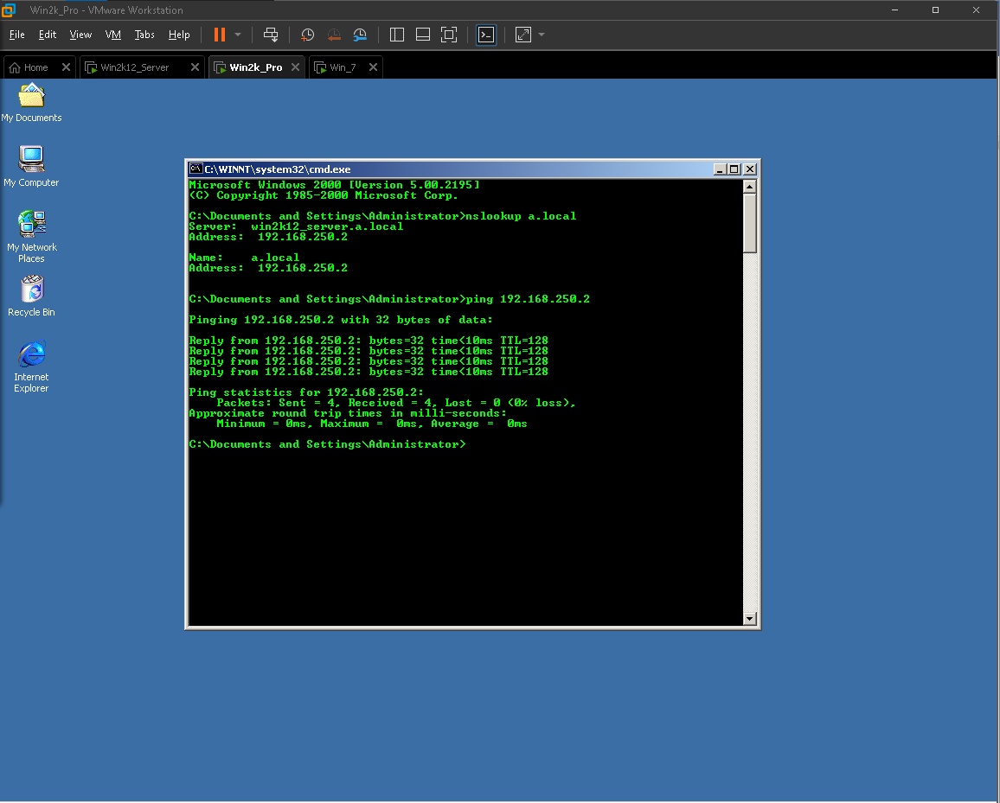 Win2k_Pro - VMware Workstation
File Edit View VM Tabs Help
Home Win2k12_Server Win2k_Pro Win_7
My Documents
My Computer
My Network
Places
Recycle Bin
Internet
Explorer
C:\WINNT\system32\cmd.exe
Microsoft Windows 2000 [Version 5.00.2195]
(C) Copyright 1985-2000 Microsoft Corp.
C:\Documents and Settings\Administrator>nslookup a.local
Server:  win2k12_server.a.local
Address:  192.168.250.2
Name:    a.local
Address:  192.168.250.2
C:\Documents and Settings\Administrator>ping 192.168.250.2
Pinging 192.168.250.2 with 32 bytes of data:
Reply from 192.168.250.2: bytes=32 time<10ms TTL=128
Reply from 192.168.250.2: bytes=32 time<10ms TTL=128
Reply from 192.168.250.2: bytes=32 time<10ms TTL=128
Reply from 192.168.250.2: bytes=32 time<10ms TTL=128
Ping statistics for 192.168.250.2:
    Packets: Sent = 4, Received = 4, Lost = 0 (0% loss),
Approximate round trip times in milli-seconds:
    Minimum = 0ms, Maximum =  0ms, Average =  0ms
C:\Documents and Settings\Administrator>